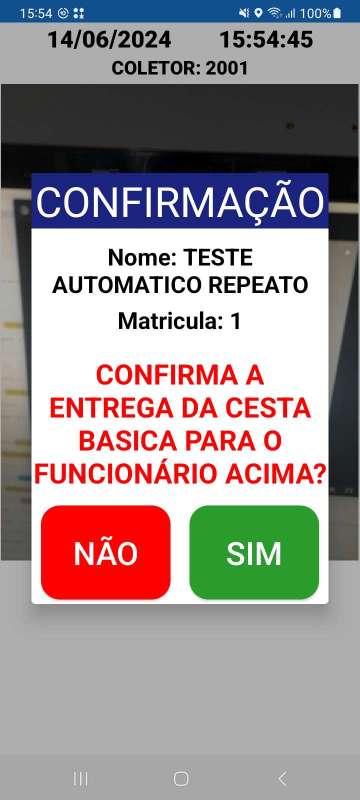 15:54 100%
14/06/2024 15:54:45
COLETOR: 2001
CONFIRMAÇÃO
Nome: TESTE
AUTOMATICO REPEATO
Matricula: 1
CONFIRMA A
ENTREGA DA CESTA
BASICA PARA O
FUNCIONÁRIO ACIMA?
NÃO SIM